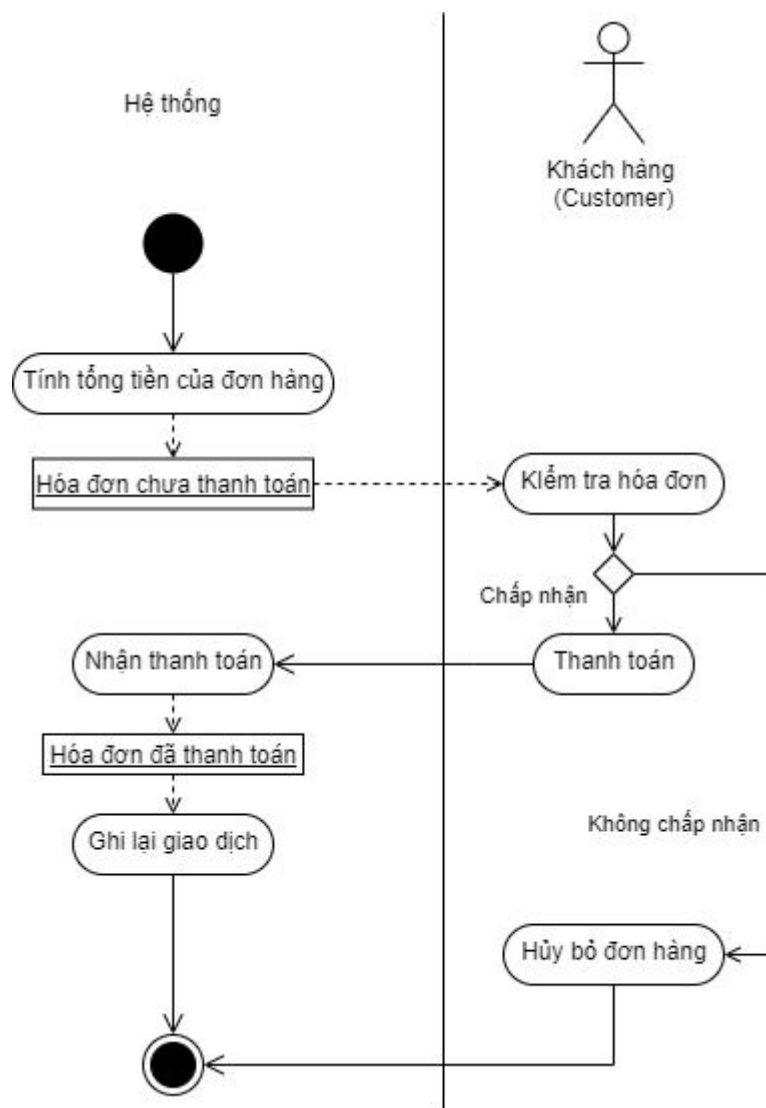 Hệ thống
Khách hàng
(Customer)
Tính tổng tiền của đơn hàng
Hóa đơn chưa thanh toán
Klểm tra hóa đơn
Chấp nhận
Nhận thanh toán
Thanh toán
Hóa đơn đã thanh toán
Ghi lại giao dịch
Không chấp nhận
Hủy bỏ đơn hàng